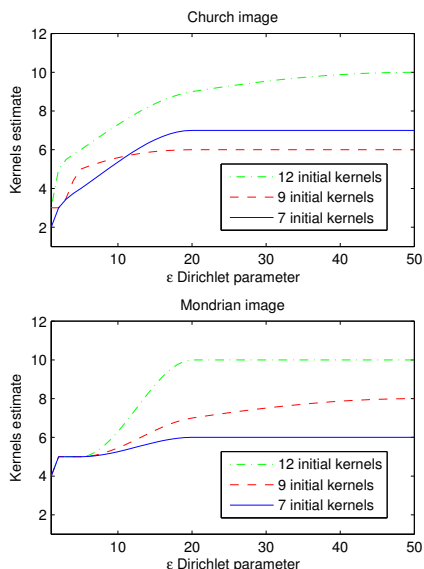 Church image
12
10
8
6
4
2
Kernels estimate
12 initial kernels
9 initial kernels
7 initial kernels
10 20 30 40 50
ε Dirichlet parameter
Mondrian image
12
10
8
6
4
2
Kernels estimate
12 initial kernels
9 initial kernels
7 initial kernels
10 20 30 40 50
ε Dirichlet parameter